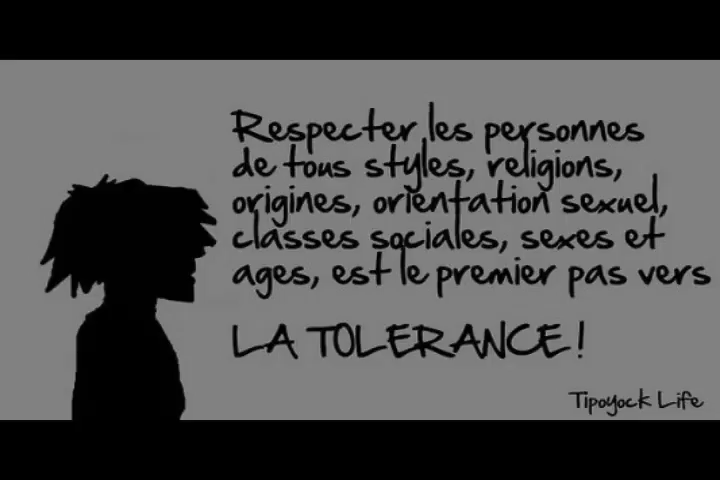 Respecter les personnes
de tous styles, religions,
origines, orientation sexuel,
classes sociales, sexes et
ages, est le premier pas vers
LA TOLERANCE!
Tipoyock Life